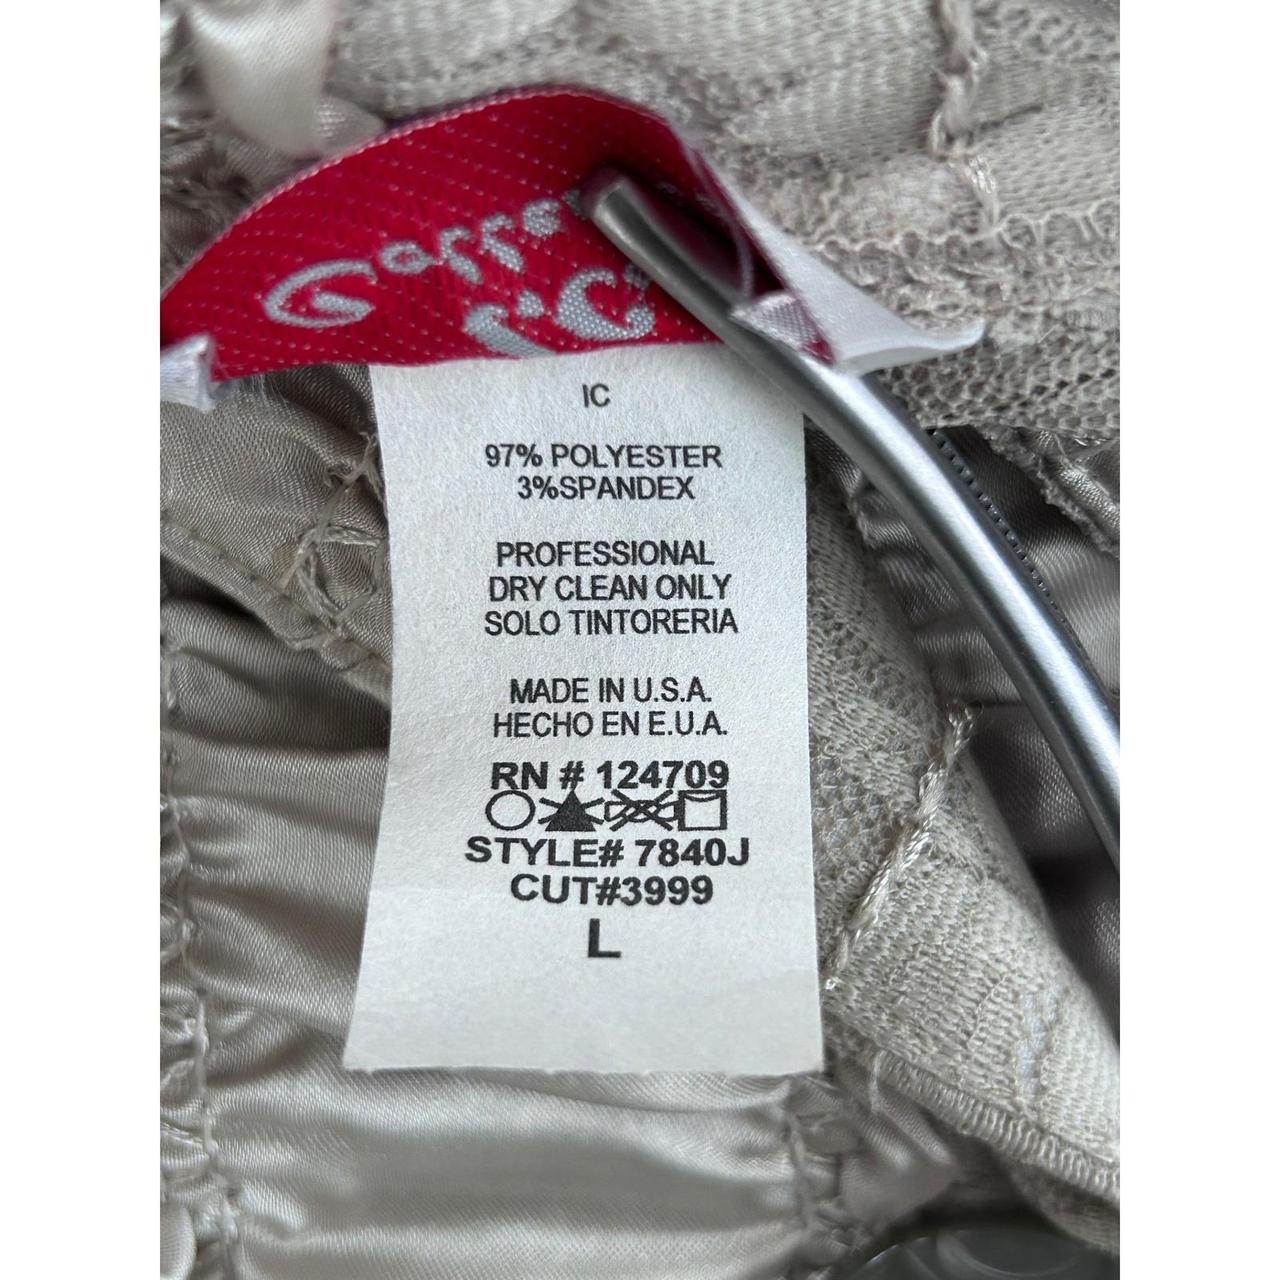 IC
97% POLYESTER
3%SPANDEX
PROFESSIONAL
DRY CLEAN ONLY
SOLO TINTORERIA
MADE IN U.S.A.
HECHO EN E.U.A.
RN # 124709
STYLE# 7840J
CUT#3999
L